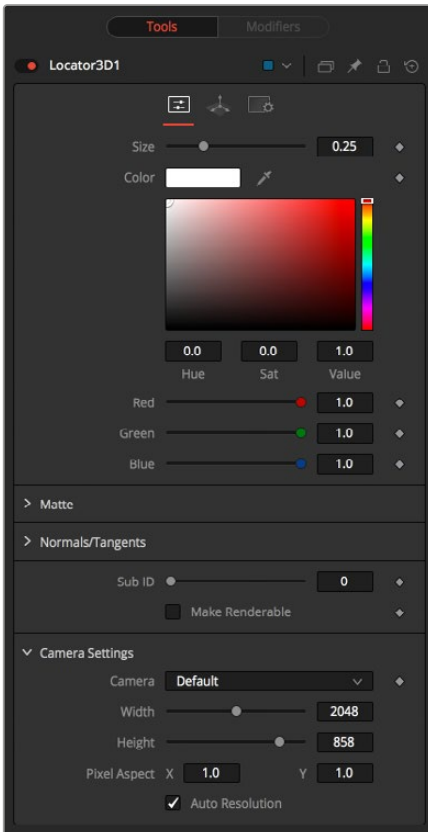 Tools Modifiers
Locator3D1
Size 0.25
Color
0.0 0.0 1.0
Hue Sat Value
Red 1.0
Green 1.0
Blue 1.0
Matte
Normals/Tangents
Sub ID 0
Make Renderable
Camera Settings
Camera Default
Width 2048
Height 858
Pixel Aspect X 1.0 Y 1.0
Auto Resolution